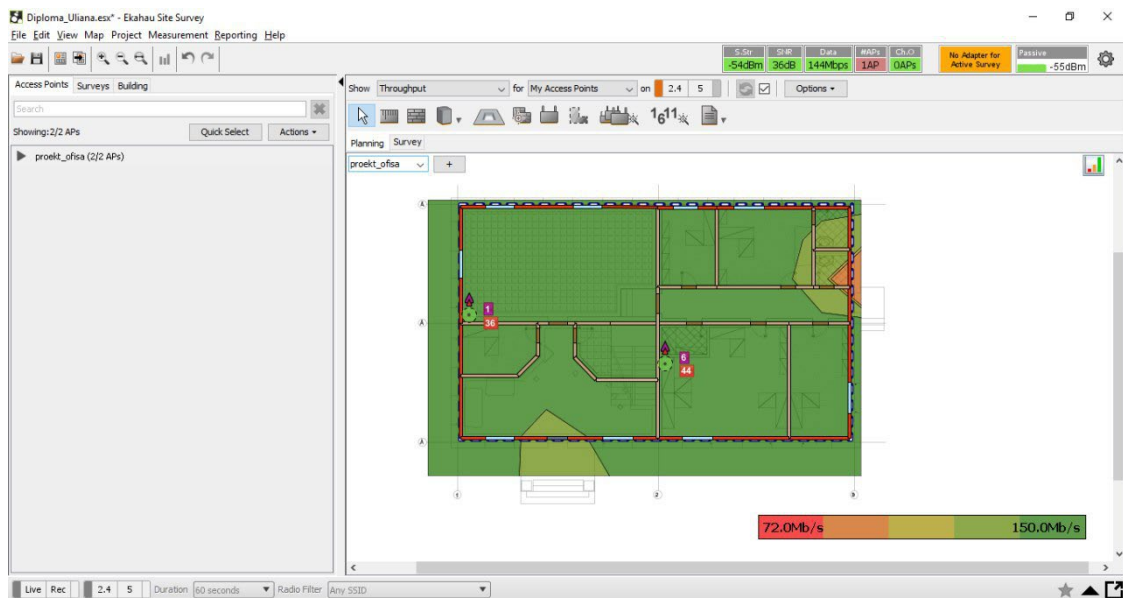 Diploma_Uliana.esx* - Ekahau Site Survey
File Edit View Map Project Measurement Reporting Help
S.Str SNR Data #APs Ch.O
-54dBm 36dB 144Mbps 1AP 0APs
No Adapter for
Active Survey
Passive
-55dBm
Access Points Surveys Building
Show Throughput for My Access Points on 2.4 5 Options
Search
Showing: 2/2 APs Quick Select Actions
proekt_ofisa (2/2 APs)
Planning Survey
proekt_ofisa +
1
36
6
44
1 2 3
72.0Mb/s 150.0Mb/s
Live Rec 2.4 5 Duration 60 seconds Radio Filter Any SSID